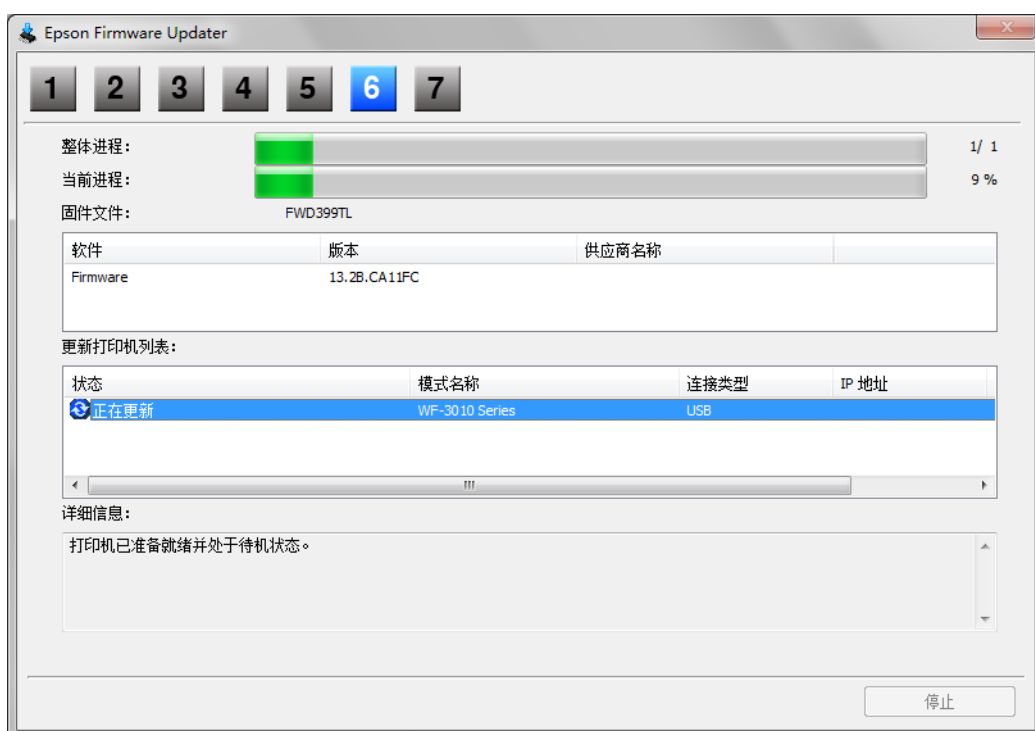 Epson Firmware Updater
1 2 3 4 5 6 7
整体进程: 1/ 1
当前进程: 9 %
固件文件: FWD399TL
软件 版本 供应商名称
Firmware 13.2B.CA11FC
更新打印机列表:
状态 模式名称 连接类型 IP 地址
正在更新 WF-3010 Series USB
详细信息:
打印机已准备就绪并处于待机状态。
停止